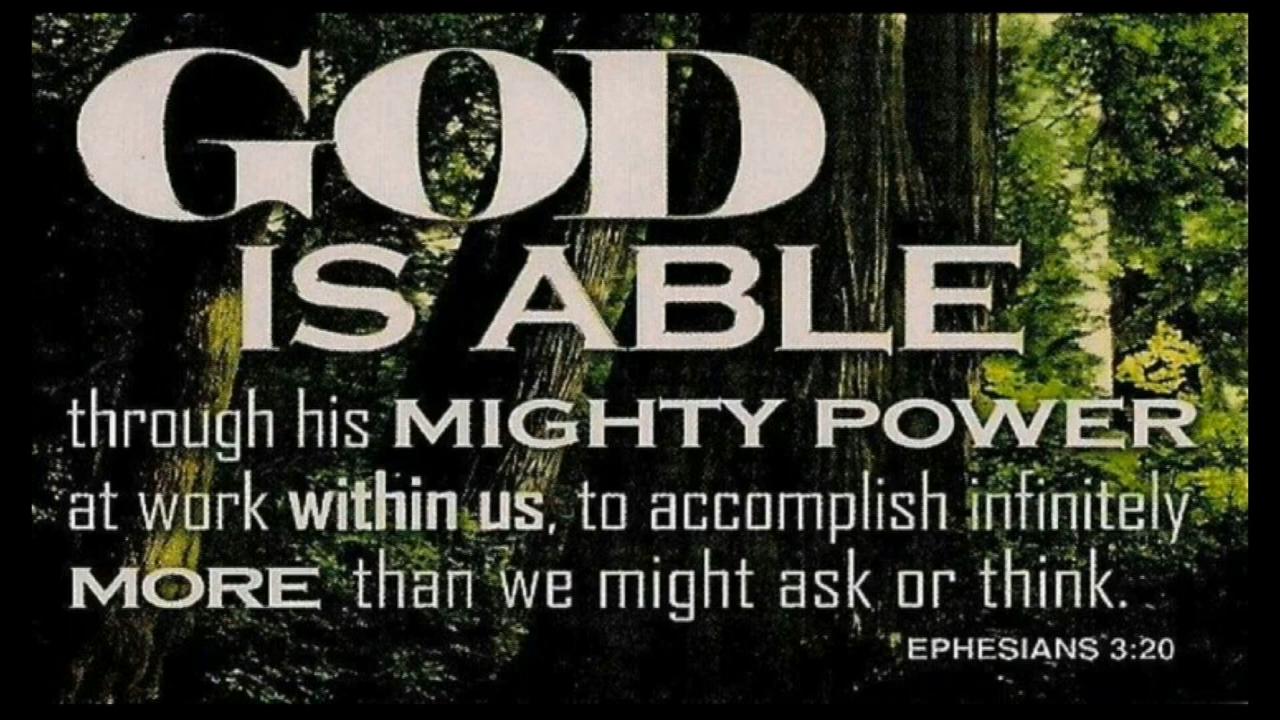 GOD
IS ABLE
through his MIGHTY POWER
at work within us, to accomplish infinitely
MORE than we might ask or think.
EPHESIANS 3:20